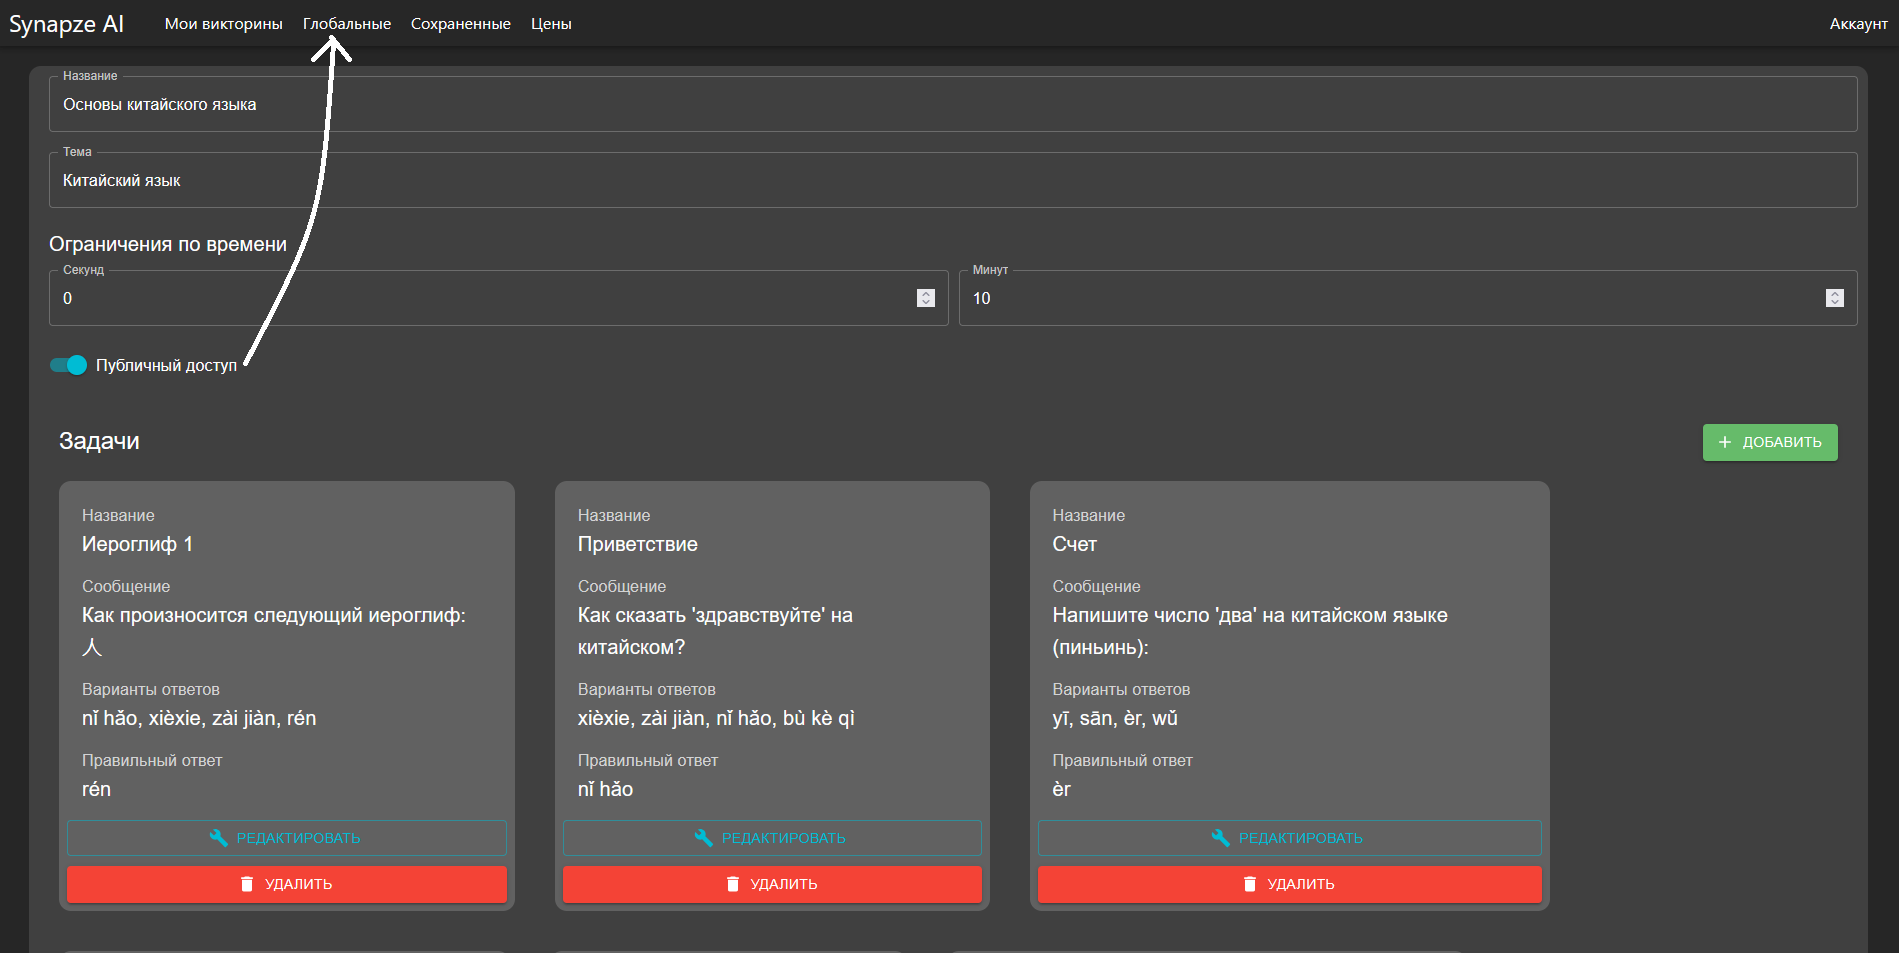 Synapze AI
Мои викторины
Глобальные
Сохраненные
Цены
Аккаунт
Название
Основы китайского языка
Тема
Китайский язык
Ограничения по времени
Секунд
0
Минут
10
Публичный доступ
Задачи
+ ДОБАВИТЬ
Название
Иероглиф 1
Сообщение
Как произносится следующий иероглиф:
人
Варианты ответов
nǐ hǎo, xièxie, zài jiàn, rén
Правильный ответ
rén
РЕДАКТИРОВАТЬ
УДАЛИТЬ
Название
Приветствие
Сообщение
Как сказать 'здравствуйте' на
китайском?
Варианты ответов
xièxie, zài jiàn, nǐ hǎo, bù kè qì
Правильный ответ
nǐ hǎo
РЕДАКТИРОВАТЬ
УДАЛИТЬ
Название
Счет
Сообщение
Напишите число 'два' на китайском языке
(пиньинь):
Варианты ответов
yī, sān, èr, wǔ
Правильный ответ
èr
РЕДАКТИРОВАТЬ
УДАЛИТЬ